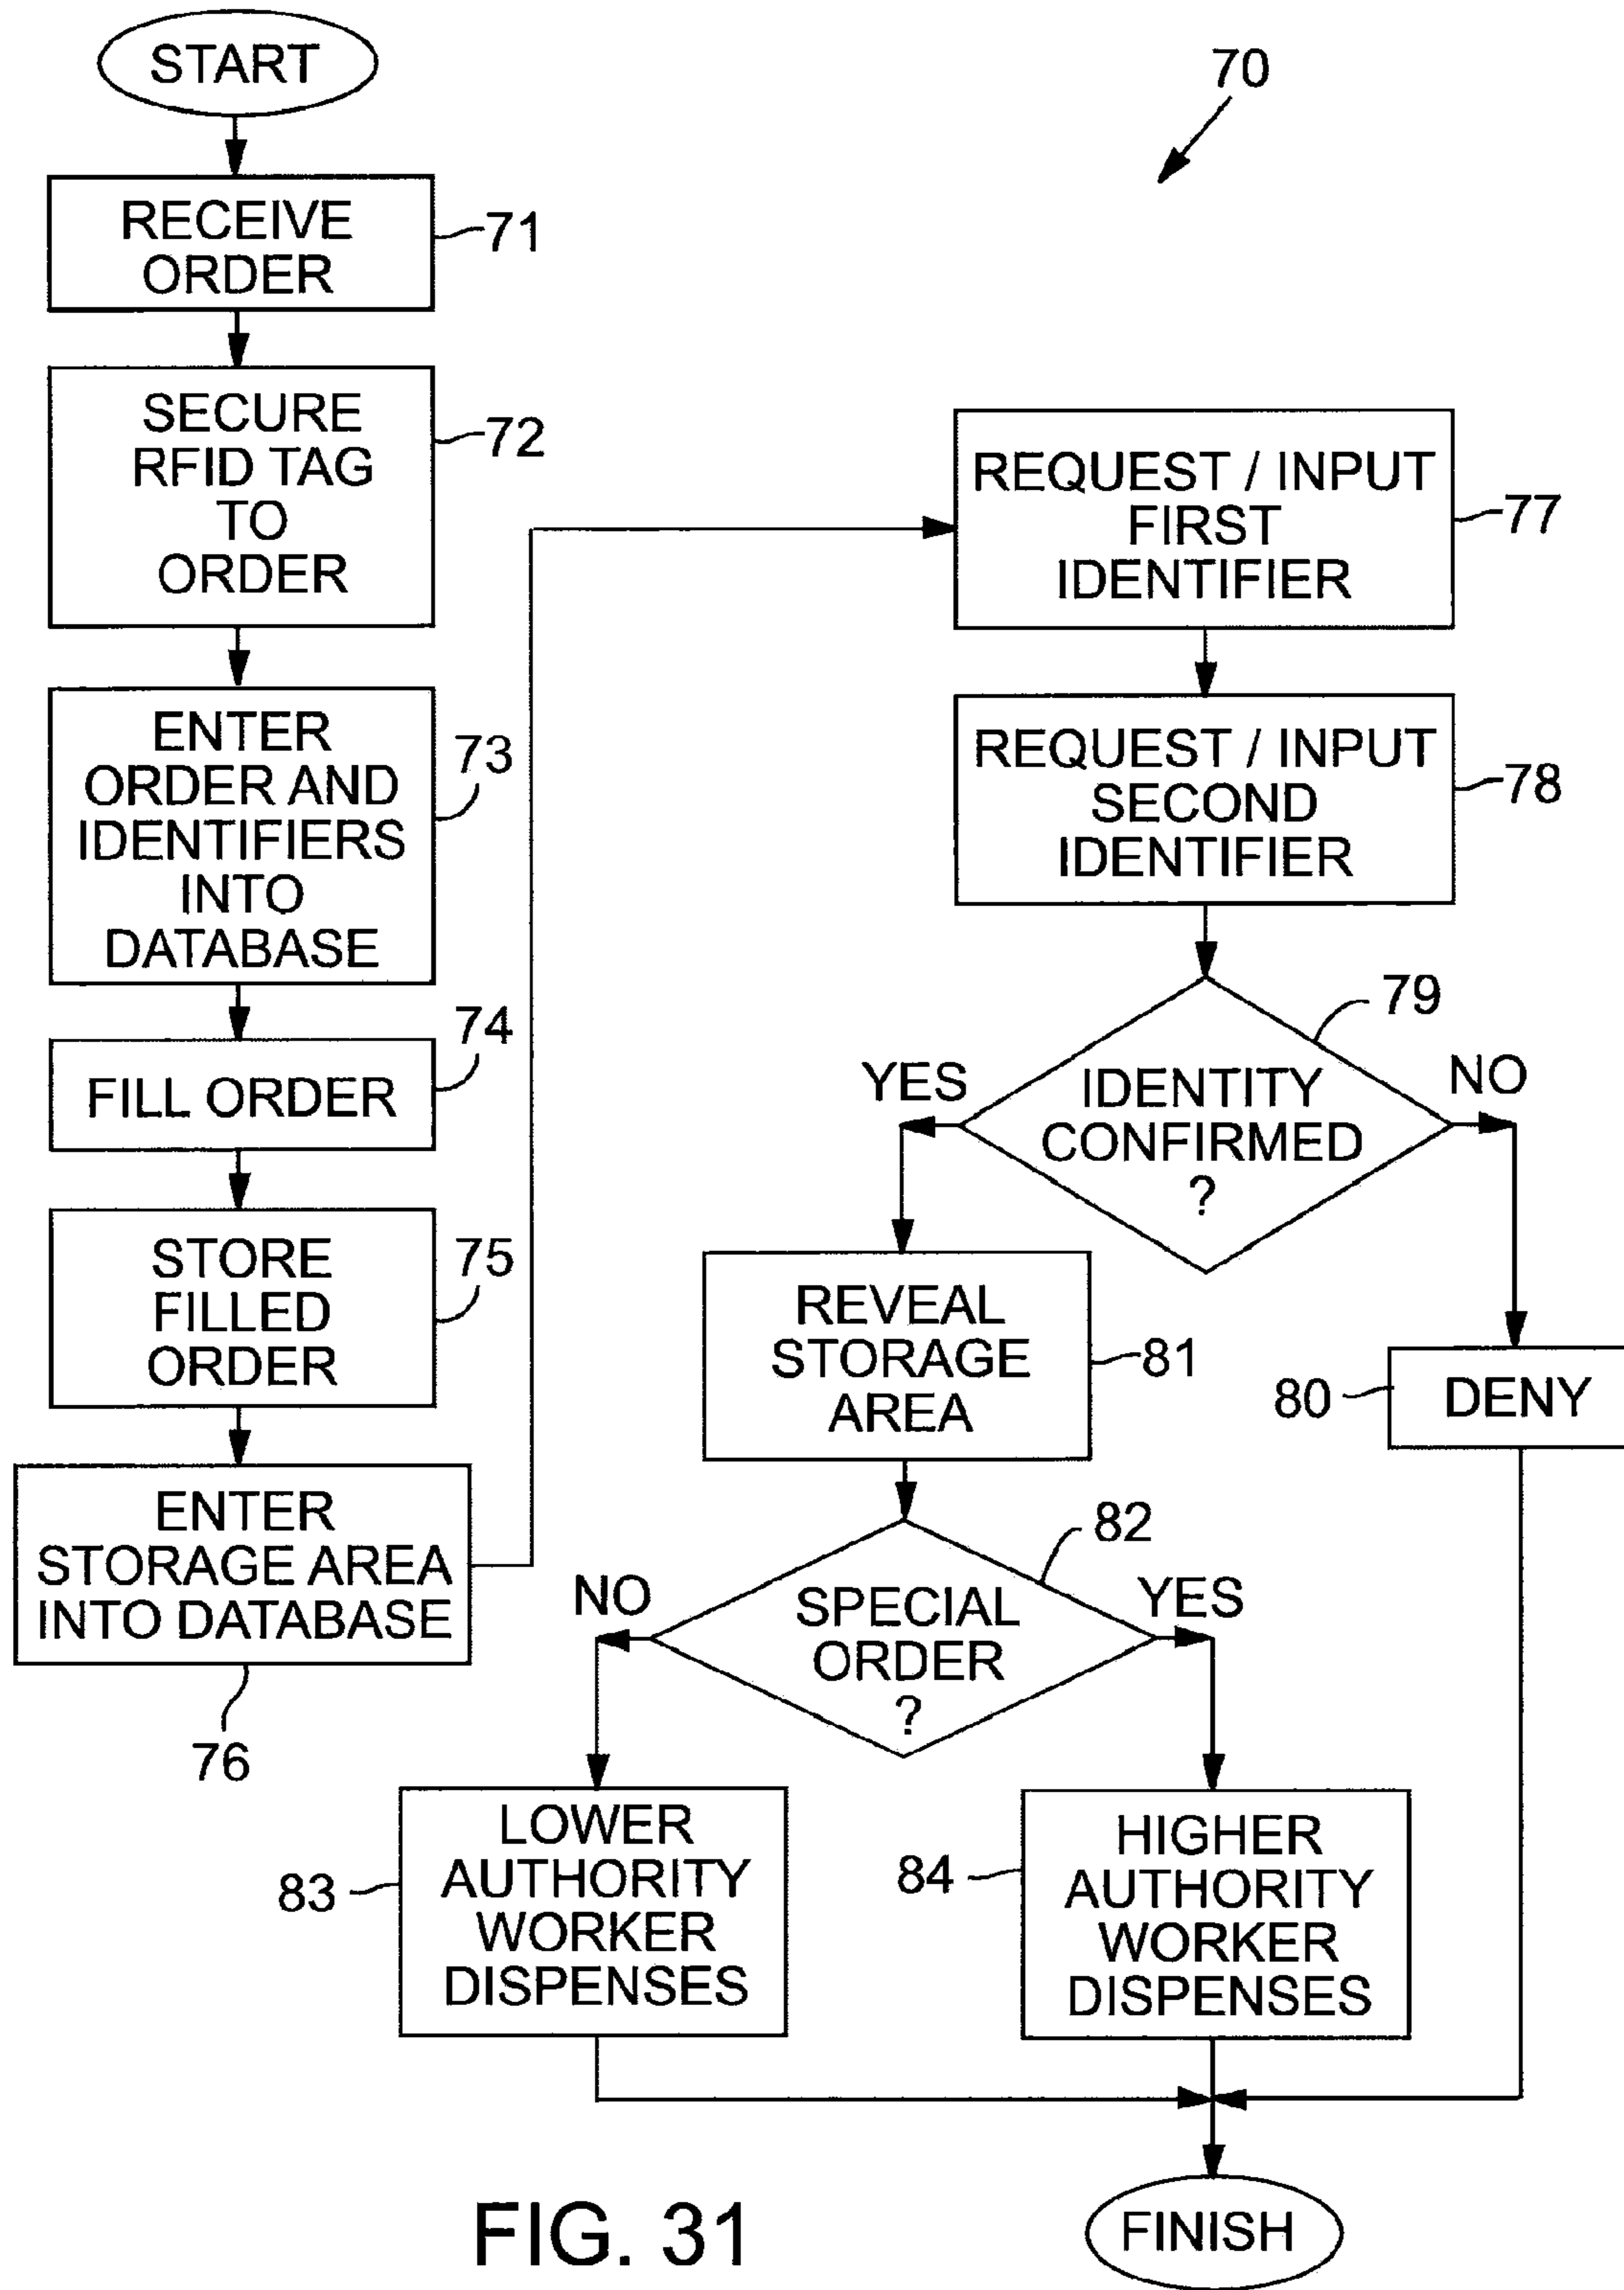 START
70
RECEIVE
ORDER
71
SECURE
RFID TAG
TO
ORDER
72
ENTER
ORDER AND
IDENTIFIERS
INTO
DATABASE
73
FILL ORDER
74
STORE
FILLED
ORDER
75
ENTER
STORAGE AREA
INTO DATABASE
76
REQUEST / INPUT
FIRST
IDENTIFIER
77
REQUEST / INPUT
SECOND
IDENTIFIER
78
IDENTITY
CONFIRMED
?
79
YES
NO
REVEAL
STORAGE
AREA
81
80
DENY
SPECIAL
ORDER
?
82
NO
YES
LOWER
AUTHORITY
WORKER
DISPENSES
83
HIGHER
AUTHORITY
WORKER
DISPENSES
84
FINISH
FIG. 31